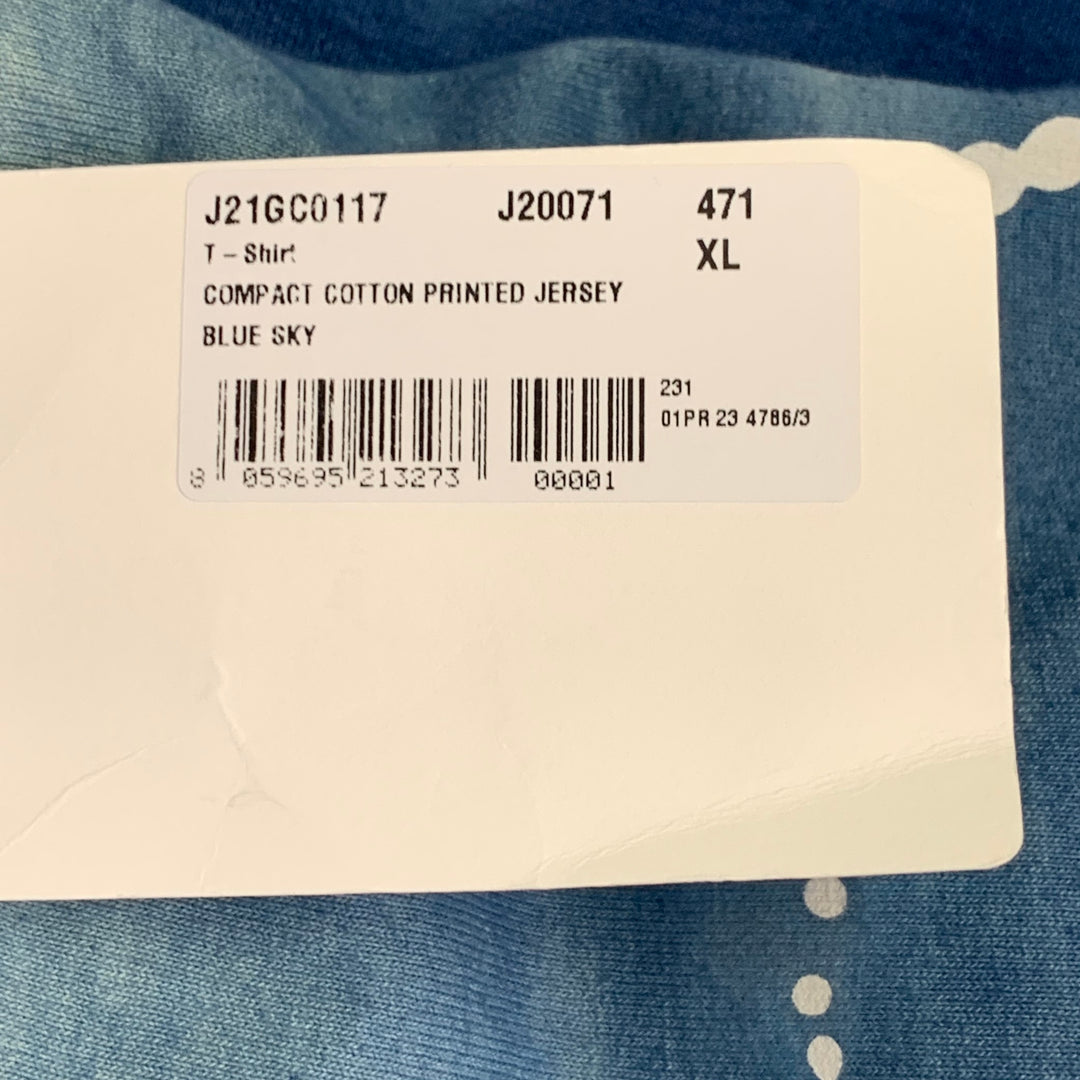 J21GC0117 J20071 471
T - Shirt XL
COMPACT COTTON PRINTED JERSEY
BLUE SKY
231
01PR 23 4786/3
8 059695 213273 00001